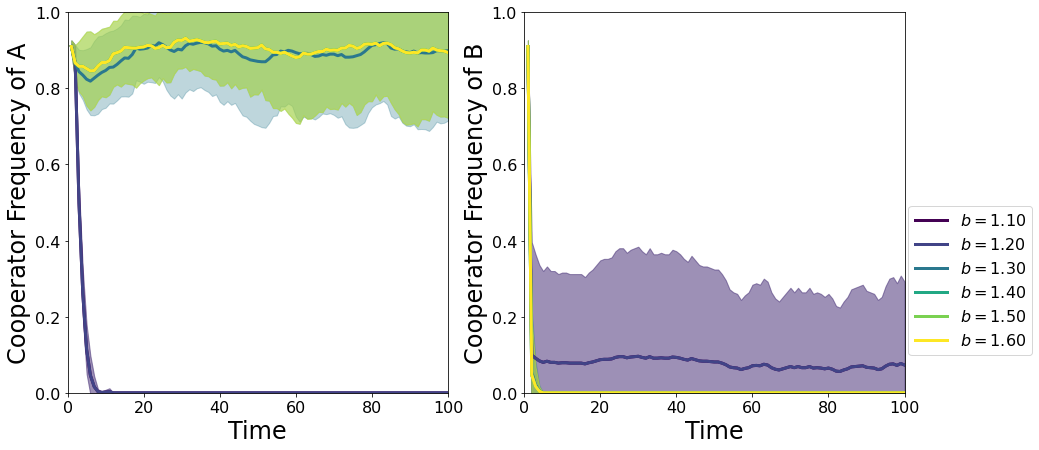 Cooperator Frequency of A
1.0
0.8
0.6
0.4
0.2
0.0
0 20 40 60 80 100
Time
Cooperator Frequency of B
1.0
0.8
0.6
0.4
0.2
0.0
0 20 40 60 80 100
Time
b = 1.10
b = 1.20
b = 1.30
b = 1.40
b = 1.50
b = 1.60